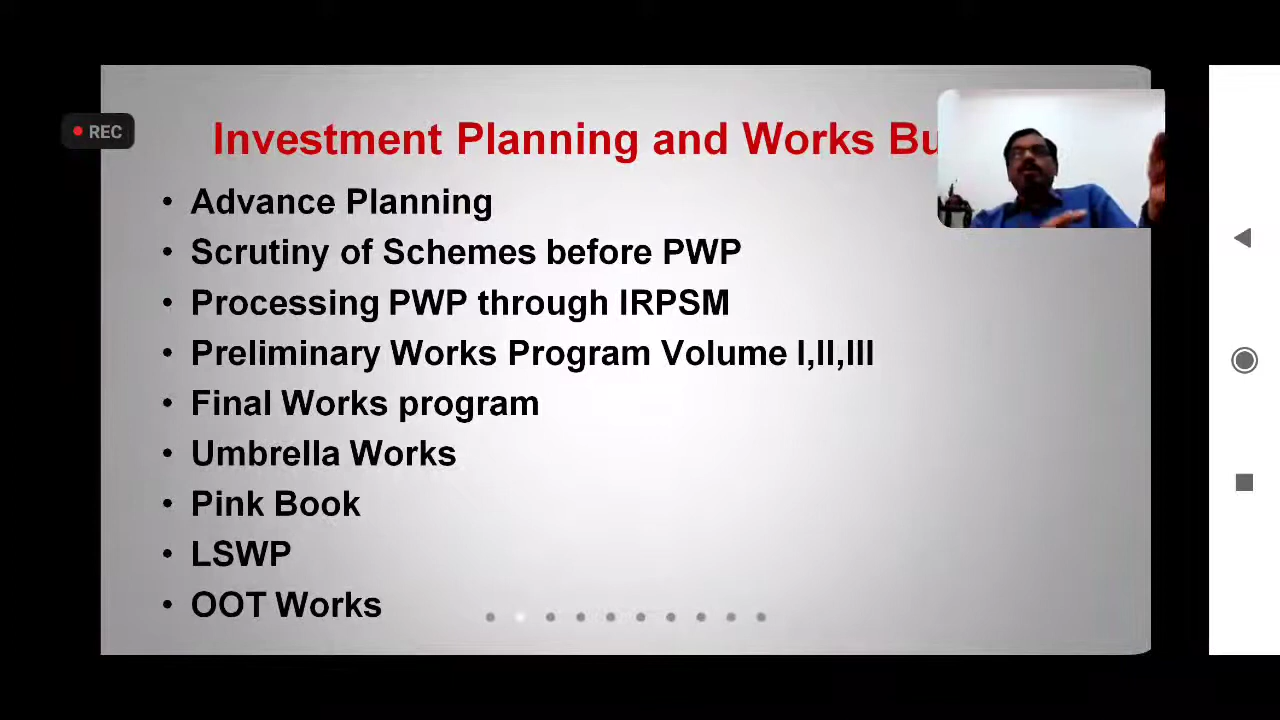 REC
Investment Planning and Works
• Advance Planning
• Scrutiny of Schemes before PWP
• Processing PWP through IRPSM
• Preliminary Works Program Volume I,II,III
• Final Works program
• Umbrella Works
• Pink Book
• LSWP
• OOT Works